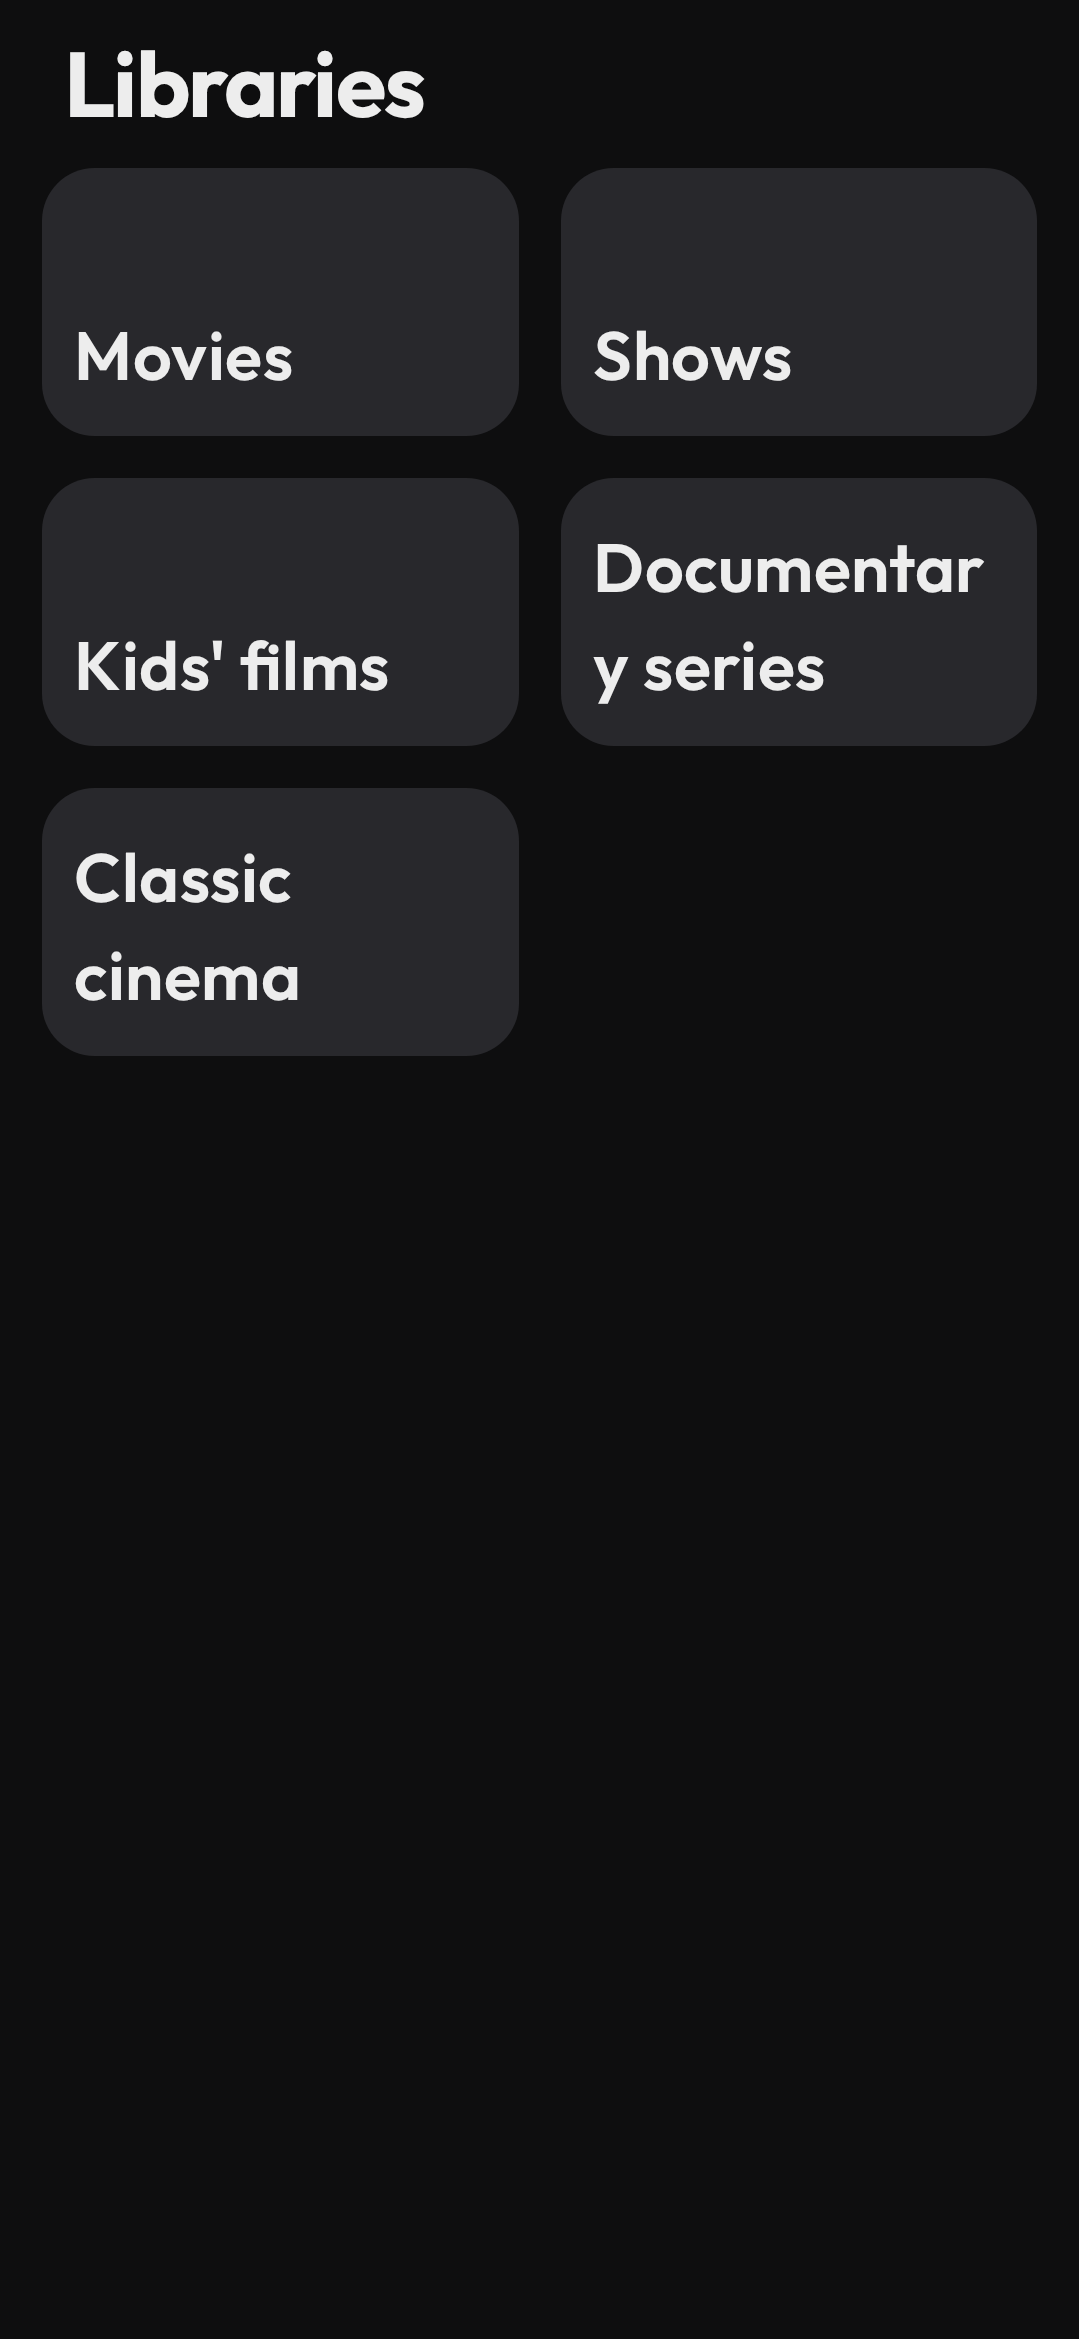 Libraries
Movies
Shows
Kids' films
Documentar
y series
Classic
cinema